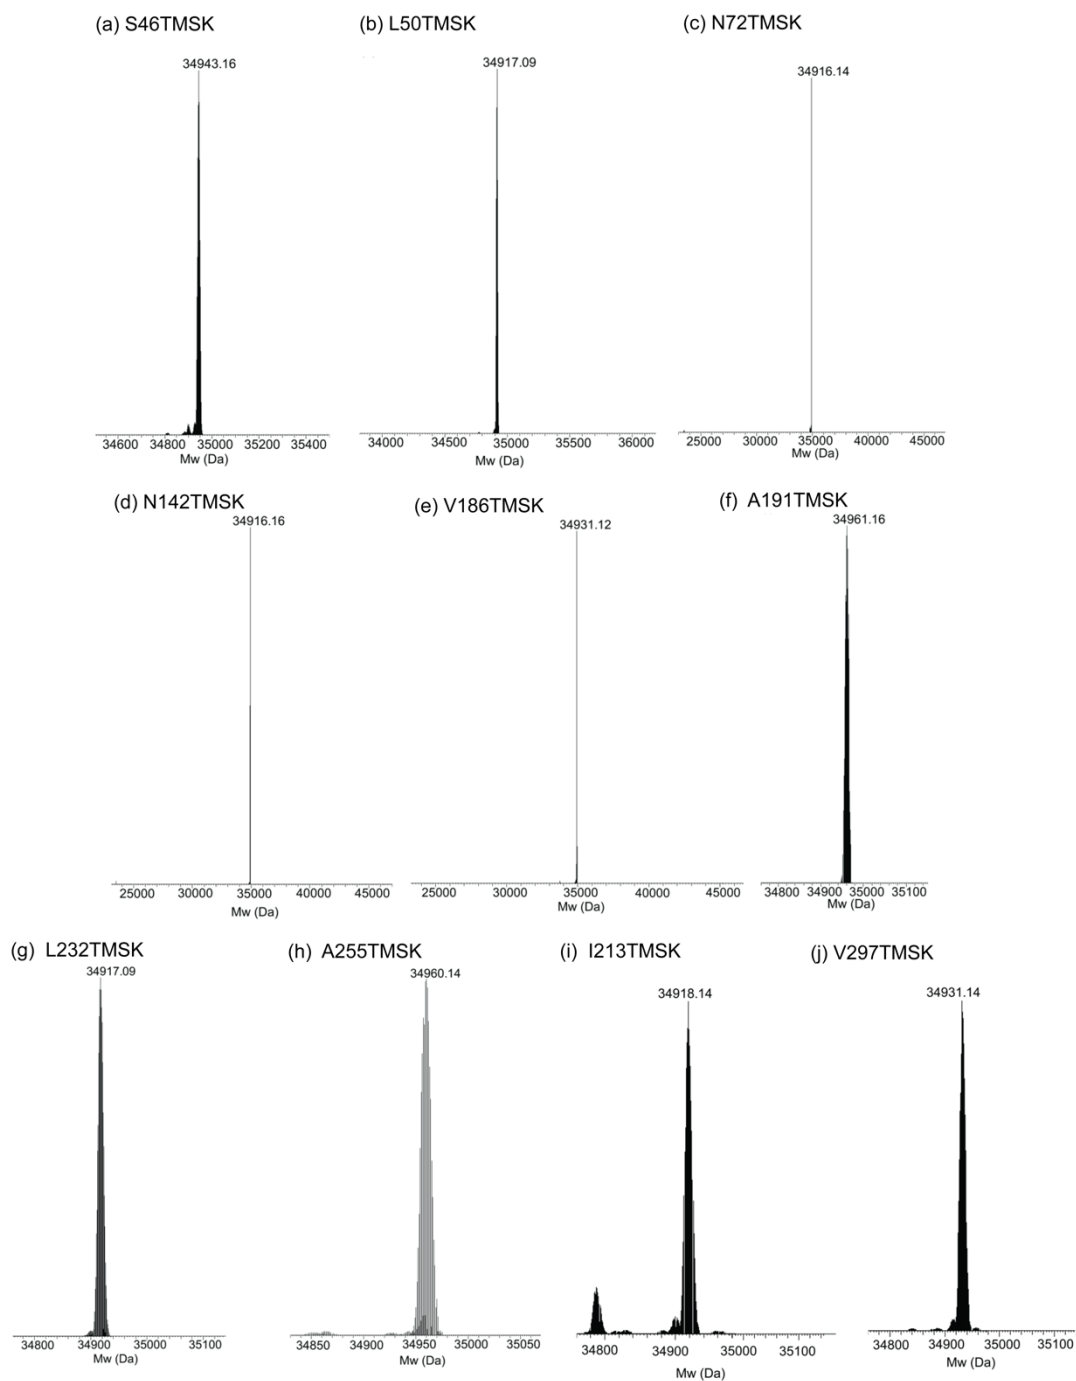 (a) S46TMSK
(b) L50TMSK
(c) N72TMSK
34943.16
34917.09
34916.14
34600 34800 35000 35200 35400
Mw (Da)
34000 34500 35000 35500 36000
Mw (Da)
25000 30000 35000 40000 45000
Mw (Da)
(d) N142TMSK
(e) V186TMSK
(f) A191TMSK
34916.16
34931.12
34961.16
25000 30000 35000 40000 45000
Mw (Da)
25000 30000 35000 40000 45000
Mw (Da)
34800 34900 35000 35100
Mw (Da)
(g) L232TMSK
(h) A255TMSK
(i) I213TMSK
(j) V297TMSK
34917.09
34960.14
34918.14
34931.14
34800 34900 35000 35100
Mw (Da)
34850 34900 34950 35000 35050
Mw (Da)
34800 34900 35000 35100
Mw (Da)
34800 34900 35000 35100
Mw (Da)